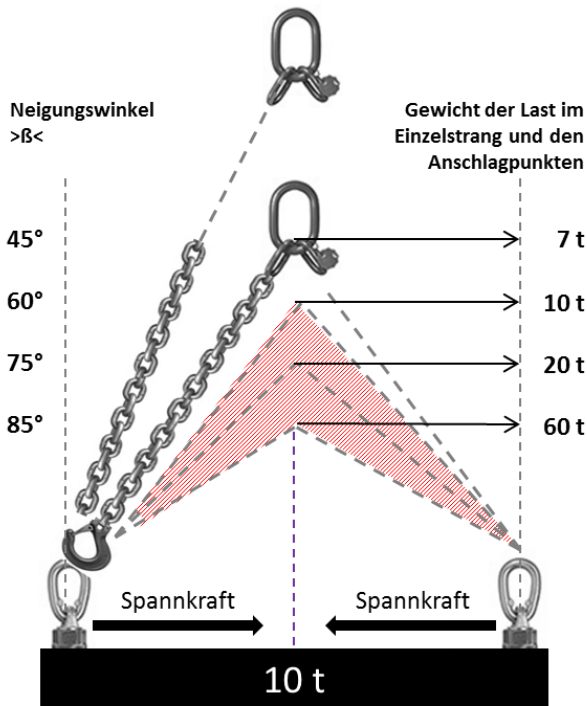 Neigungswinkel
>ß<
Gewicht der Last im
Einzelstrang und den
Anschlagpunkten
45°
7 t
60°
10 t
75°
20 t
85°
60 t
Spannkraft
Spannkraft
10 t